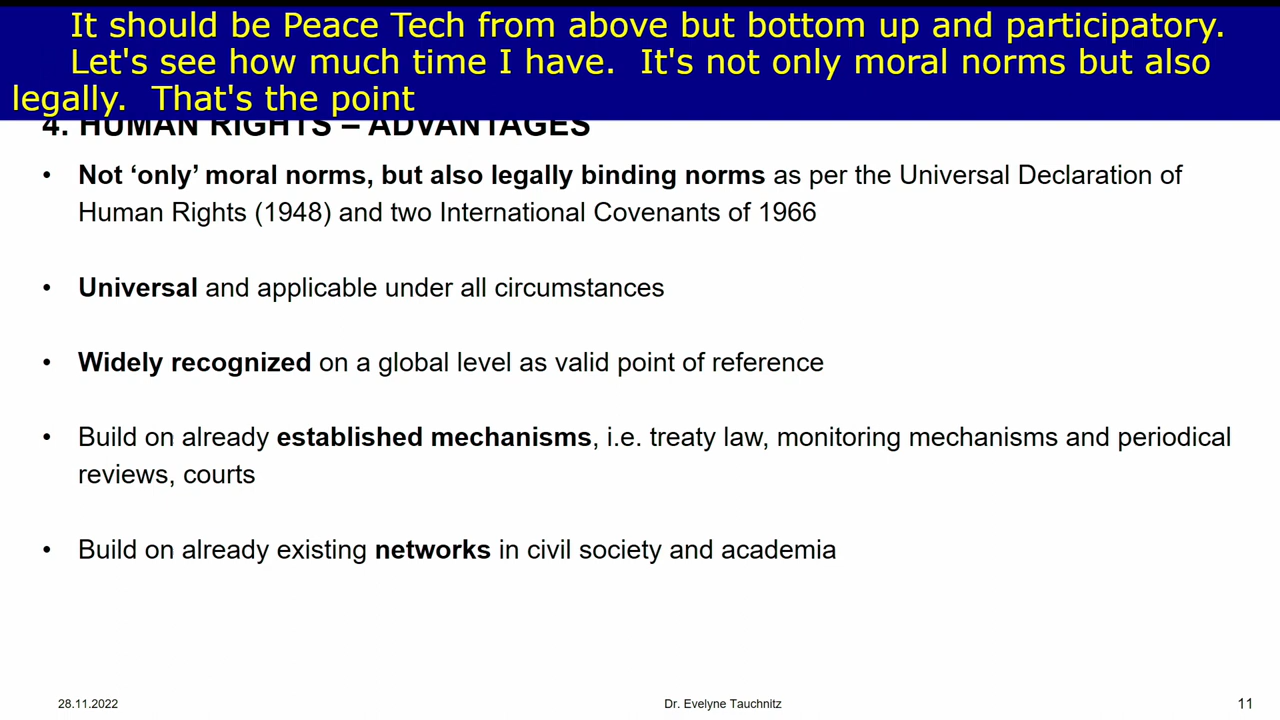 It should be Peace Tech from above but bottom up and participatory.
Let's see how much time I have.  It's not only moral norms but also
legally.  That's the point
4. HUMAN RIGHTS – ADVANTAGES
• Not ‘only’ moral norms, but also legally binding norms as per the Universal Declaration of
Human Rights (1948) and two International Covenants of 1966
• Universal and applicable under all circumstances
• Widely recognized on a global level as valid point of reference
• Build on already established mechanisms, i.e. treaty law, monitoring mechanisms and periodical
reviews, courts
• Build on already existing networks in civil society and academia
28.11.2022
Dr. Evelyne Tauchnitz
11